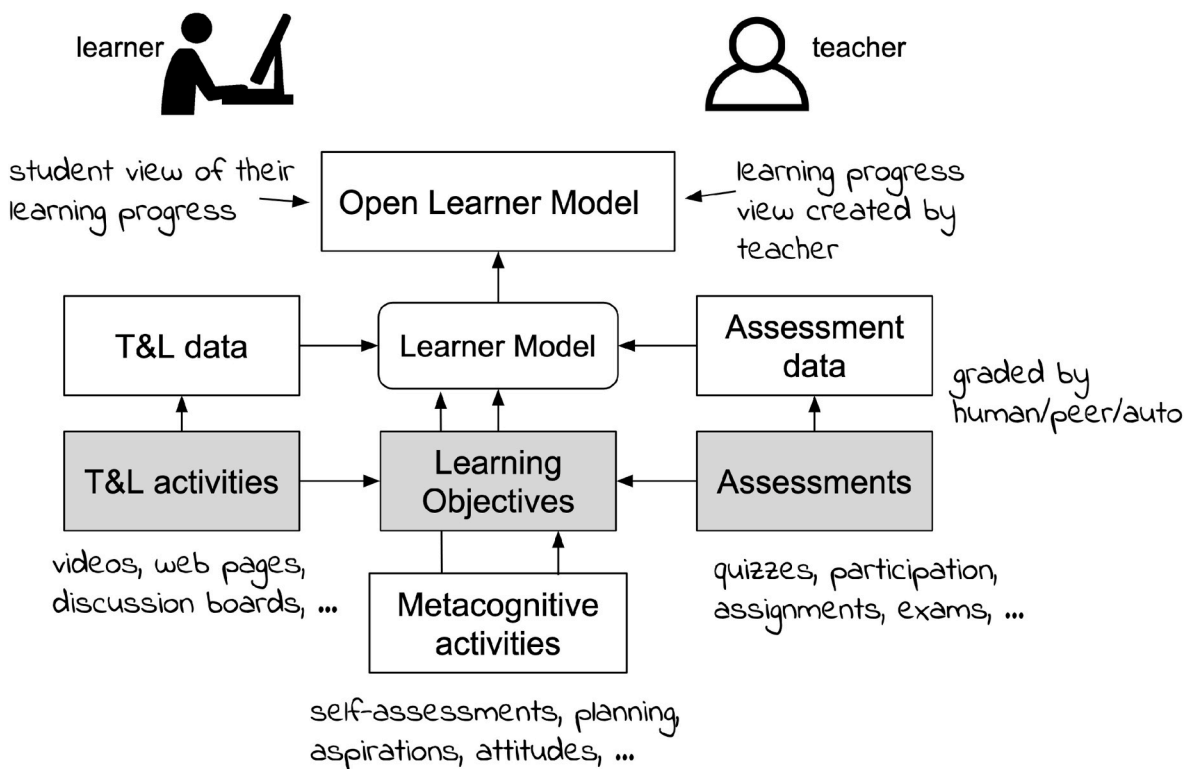 learner
teacher
student view of their
learning progress
Open Learner Model
learning progress
view created by
teacher
T&L data
Learner Model
Assessment
data
graded by
human/peer/auto
T&L activities
Learning
Objectives
Assessments
videos, web pages,
discussion boards, ...
Metacognitive
activities
quizzes, participation,
assignments, exams, ...
self-assessments, planning,
aspirations, attitudes, ...